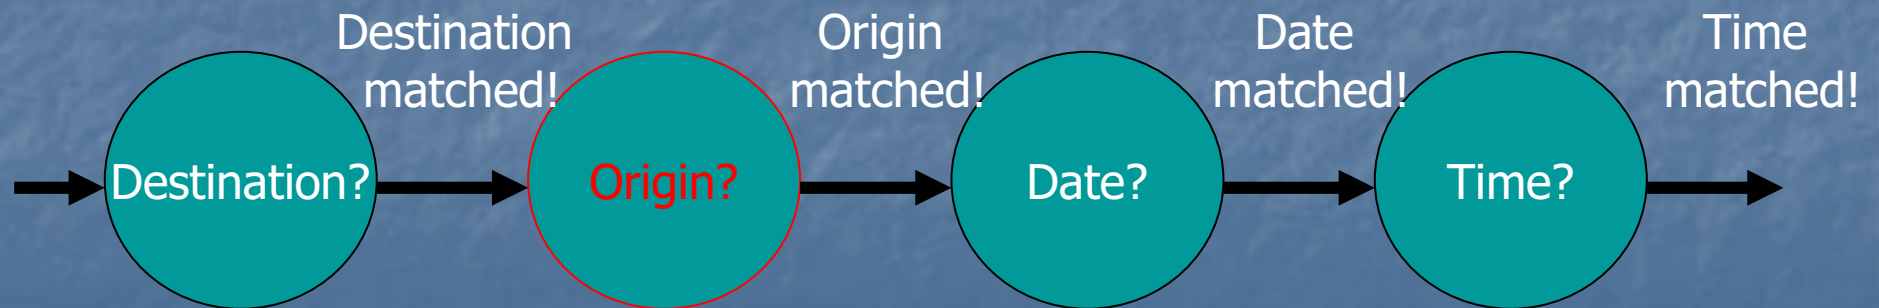 Destination
matched!
Origin
matched!
Date
matched!
Time
matched!
Destination?
Origin?
Date?
Time?